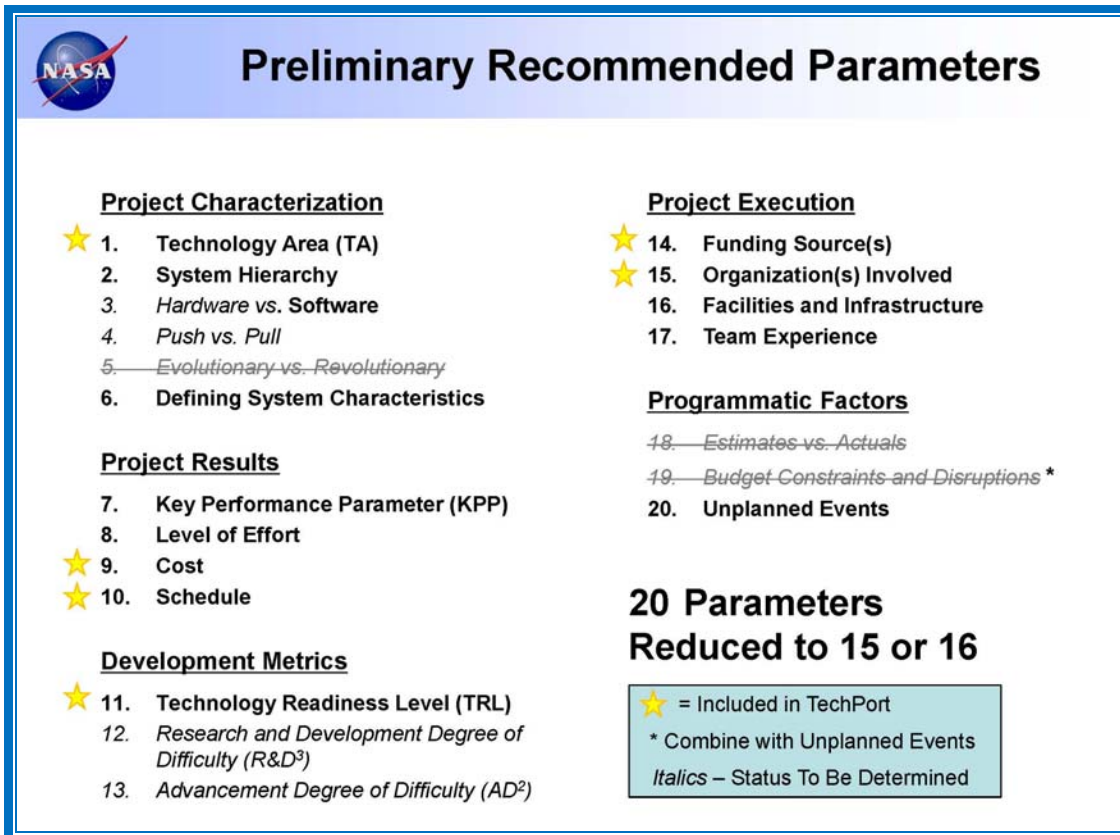 NASA
Preliminary Recommended Parameters
Project Characterization
1. Technology Area (TA)
2. System Hierarchy
3. Hardware vs. Software
4. Push vs. Pull
5. Evolutionary vs. Revolutionary
6. Defining System Characteristics
Project Results
7. Key Performance Parameter (KPP)
8. Level of Effort
9. Cost
10. Schedule
Development Metrics
11. Technology Readiness Level (TRL)
12. Research and Development Degree of
Difficulty (R&D³)
13. Advancement Degree of Difficulty (AD²)
Project Execution
14. Funding Source(s)
15. Organization(s) Involved
16. Facilities and Infrastructure
17. Team Experience
Programmatic Factors
18. Estimates vs. Actuals
19. Budget Constraints and Disruptions *
20. Unplanned Events
20 Parameters
Reduced to 15 or 16
= Included in TechPort
* Combine with Unplanned Events
Italics – Status To Be Determined